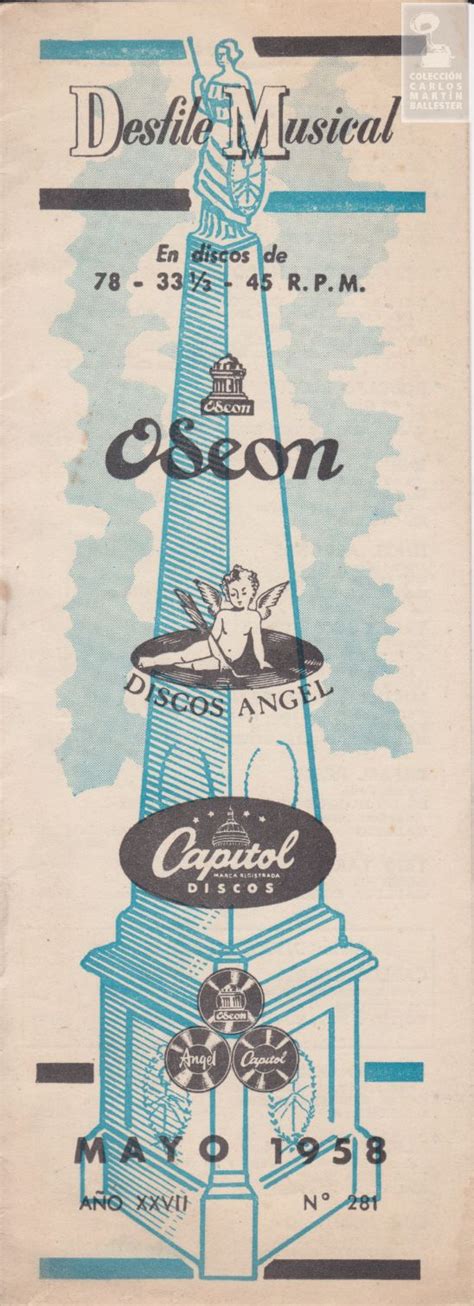 COLECCIÓN
CARLOS
MARTÍN
BALLESTER
Desfile Musical
En discos de
78 - 33 ⅓ - 45 R.P.M.
Odeon
Odeon
DISCOS ANGEL
Capitol
MARCA REGISTRADA
DISCOS
Odeon
Angel
Capitol
MAYO 1958
AÑO XXVII Nº 281